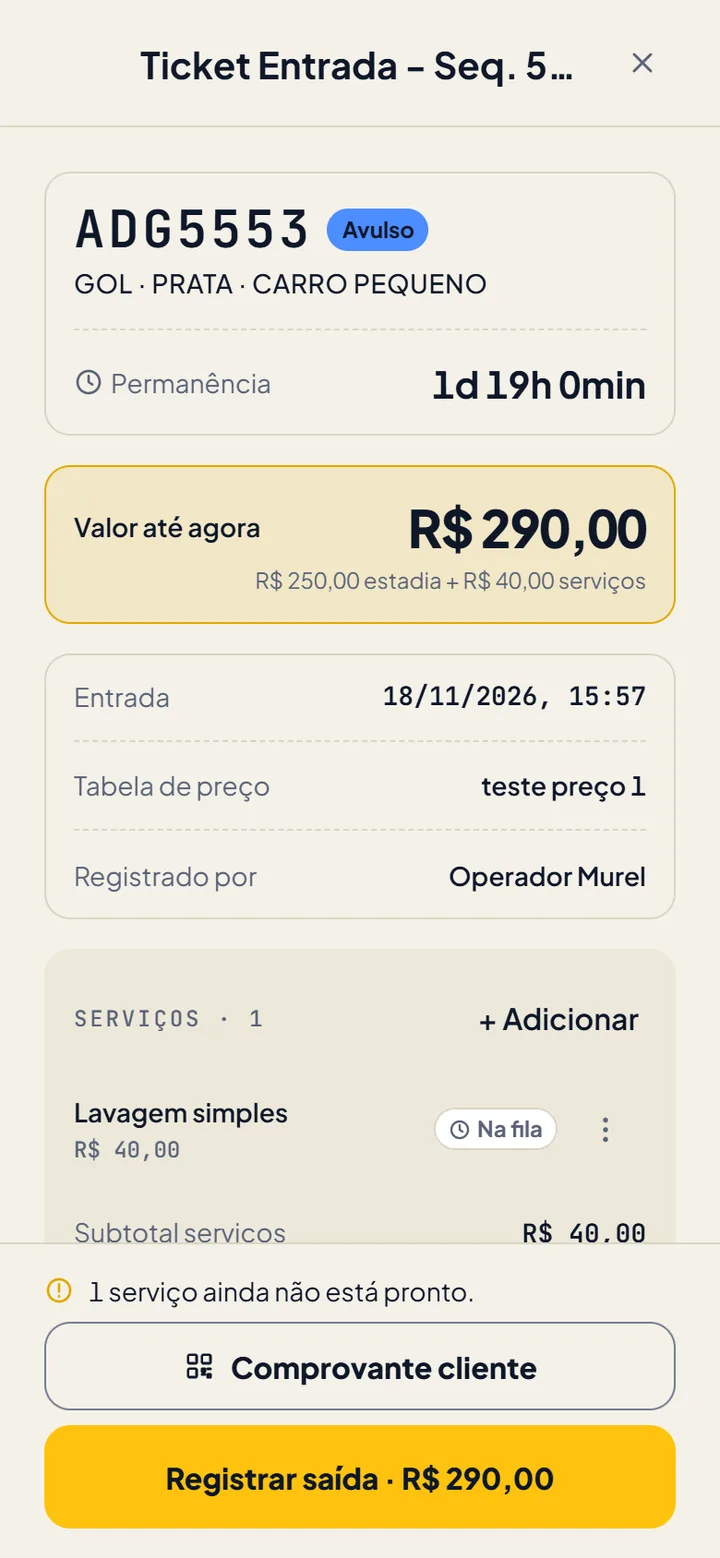 Ticket Entrada – Seq. 5...
ADG5553 Avulso
GOL · PRATA · CARRO PEQUENO
Permanência 1d 19h 0min
Valor até agora R$ 290,00
R$ 250,00 estadia + R$ 40,00 serviços
Entrada 18/11/2026, 15:57
Tabela de preço teste preço 1
Registrado por Operador Murel
SERVIÇOS · 1 + Adicionar
Lavagem simples Na fila
R$ 40,00
Subtotal serviços R$ 40,00
1 serviço ainda não está pronto.
Comprovante cliente
Registrar saída · R$ 290,00